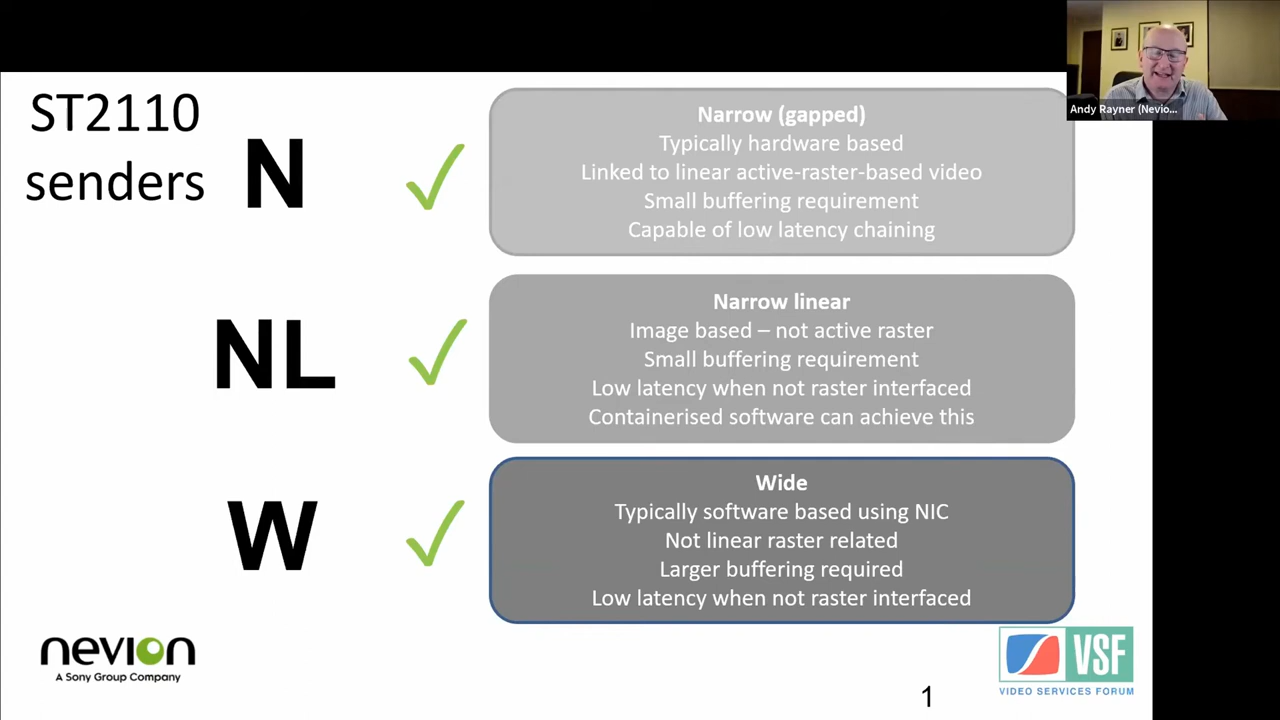 Andy Rayner (Nevio...
ST2110
senders
N
Narrow (gapped)
Typically hardware based
Linked to linear active-raster-based video
Small buffering requirement
Capable of low latency chaining
NL
Narrow linear
Image based – not active raster
Small buffering requirement
Low latency when not raster interfaced
Containerised software can achieve this
W
Wide
Typically software based using NIC
Not linear raster related
Larger buffering required
Low latency when not raster interfaced
nevion
A Sony Group Company
VSF
VIDEO SERVICES FORUM
1